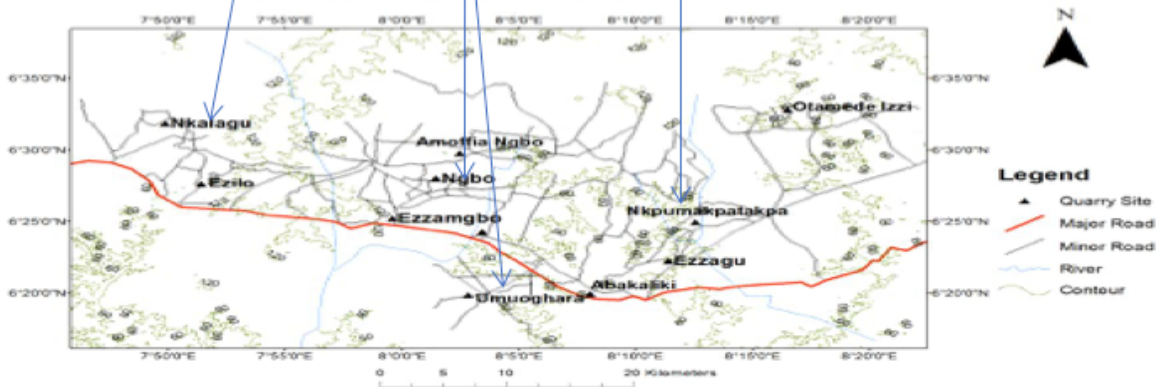 7°50'0"E 7°55'0"E 8°0'0"E 8°5'0"E 8°10'0"E 8°15'0"E 8°20'0"E
N
6°35'0"N 6°35'0"N
Nkalagu
Otamede Izzi
Amoffia Ngbo
6°30'0"N 6°30'0"N
Ezilo
Ngbo
Legend
Quarry Site
Nkpumakpatakpa
Ezzamgbo
6°25'0"N 6°25'0"N
Major Road
Minor Road
Ezzagu
River
Abakaliki
6°20'0"N 6°20'0"N
Umuoghara
Contour
7°50'0"E 7°55'0"E 8°0'0"E 8°5'0"E 8°10'0"E 8°15'0"E 8°20'0"E
0 5 10 20 Kilometers